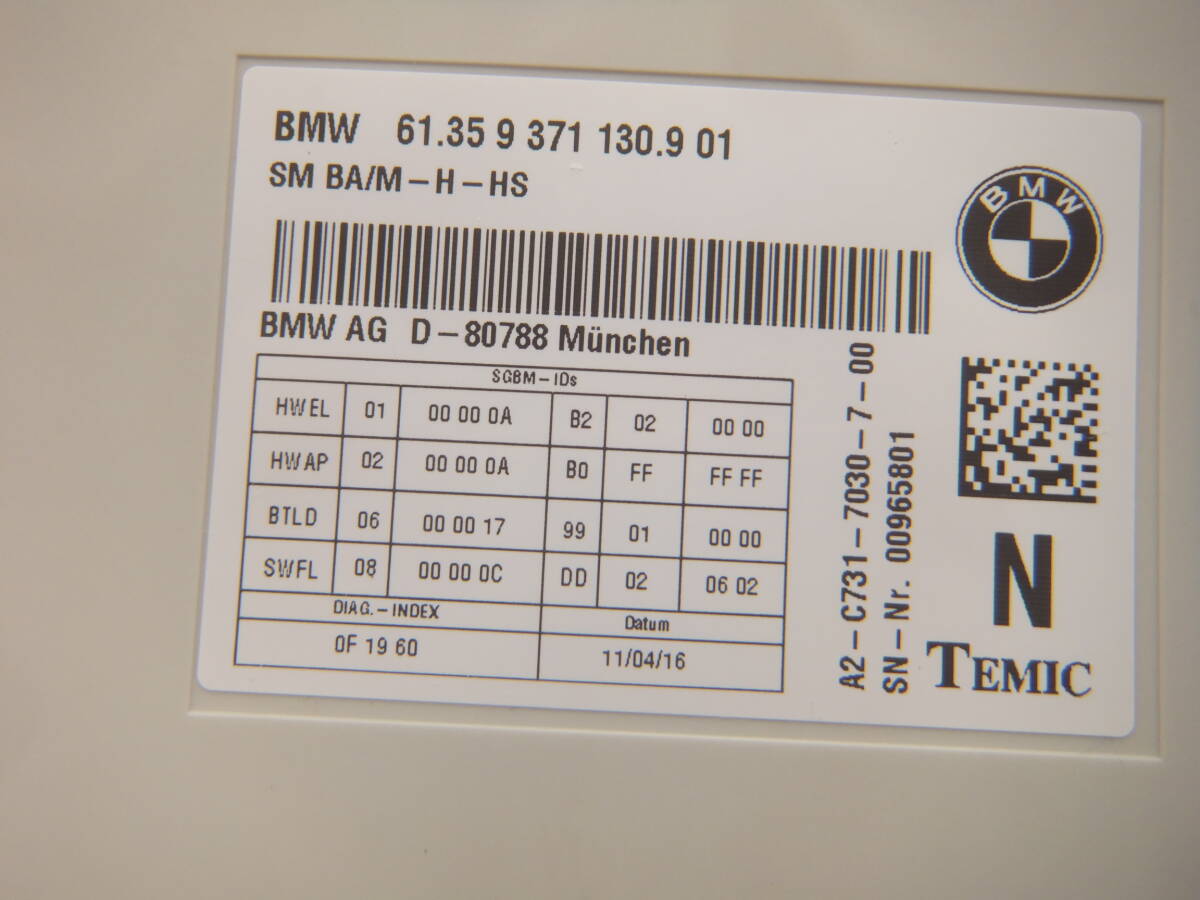 BMW 61.35 9 371 130.9 01
SM BA/M-H-HS
BMW
BMW AG D-80788 München
SGBM-IDs
HWEL 01 00 00 0A B2 02 00 00
HWAP 02 00 00 0A B0 FF FF FF
BTLD 06 00 00 17 99 01 00 00
SWFL 08 00 00 0C DD 02 06 02
DIAG.-INDEX Datum
0F 19 60 11/04/16
A2-C731-7030-7-00
SN-Nr. 00965801
N
TEMIC